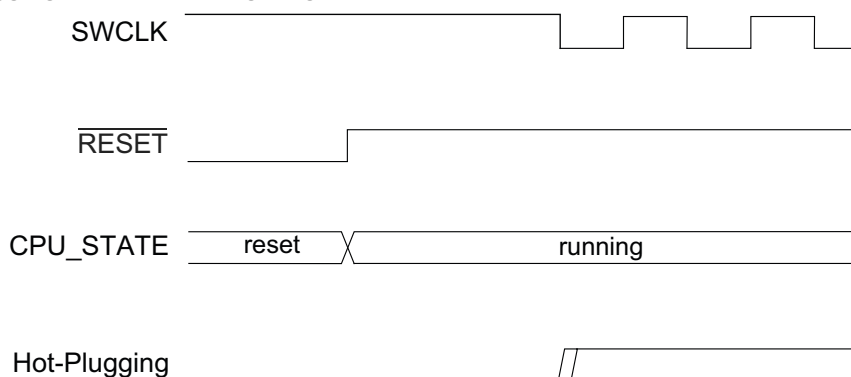 SWCLK
RESET
CPU_STATE
reset
running
Hot-Plugging